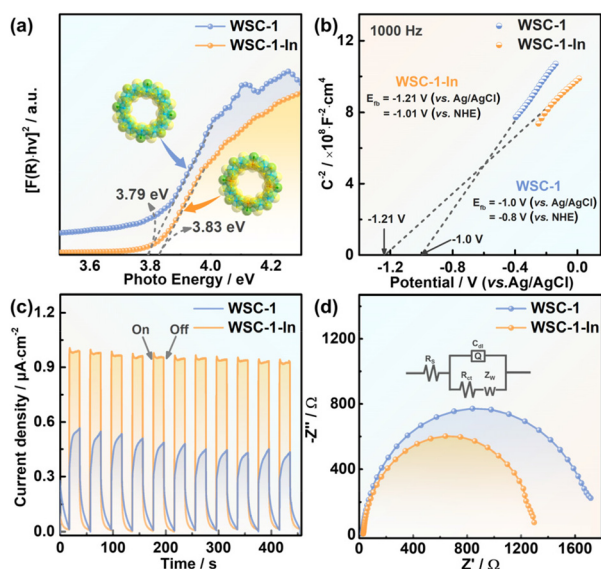 (a)
WSC-1
WSC-1-In
3.79 eV
3.83 eV
[F(R)·hv]² / a.u.
3.6 3.8 4.0 4.2
Photo Energy / eV
(b)
1000 Hz
WSC-1
WSC-1-In
WSC-1-In
E_fb = -1.21 V (vs. Ag/AgCl)
= -1.01 V (vs. NHE)
WSC-1
E_fb = -1.0 V (vs. Ag/AgCl)
= -0.8 V (vs. NHE)
-1.21 V
-1.0 V
C⁻² / ×10⁸·F⁻²·cm⁴
12
8
4
0
-1.2 -0.8 -0.4 0.0
Potential / V (vs.Ag/AgCl)
(c)
WSC-1
WSC-1-In
On Off
Current density / μA·cm⁻²
1.2
0.9
0.6
0.3
0.0
0 100 200 300 400
Time / s
(d)
WSC-1
WSC-1-In
C_dl
Q
R_S
R_ct
Z_W
W
-Z'' / Ω
1200
800
400
0
0 400 800 1200 1600
Z' / Ω